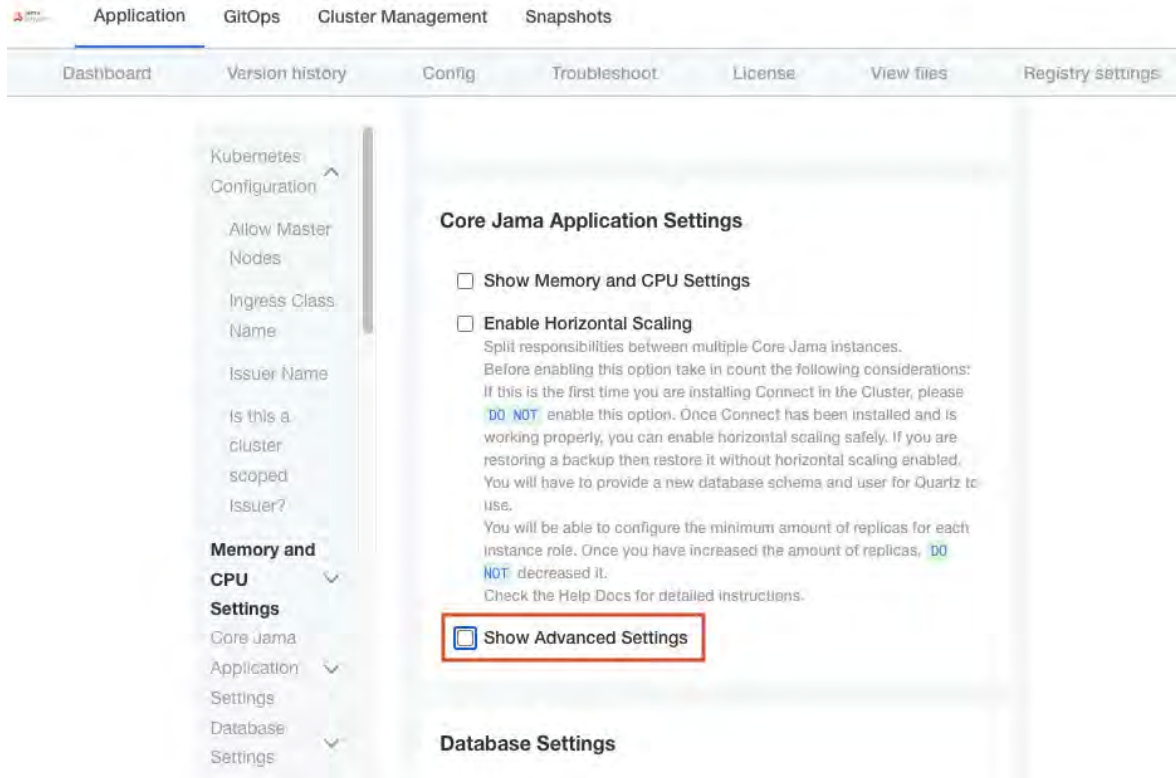 Application GitOps Cluster Management Snapshots
Dashboard Version history Config Troubleshoot License View files Registry settings
Kubernetes
Configuration
Allow Master
Nodes
Ingress Class
Name
Issuer Name
Is this a
cluster
scoped
Issuer?
Memory and
CPU
Settings
Core Jama
Application
Settings
Database
Settings
Core Jama Application Settings
Show Memory and CPU Settings
Enable Horizontal Scaling
Split responsibilities between multiple Core Jama instances.
Before enabling this option take in count the following considerations:
If this is the first time you are installing Connect in the Cluster, please
DO NOT enable this option. Once Connect has been installed and is
working properly, you can enable horizontal scaling safely. If you are
restoring a backup then restore it without horizontal scaling enabled.
You will have to provide a new database schema and user for Quartz to
use.
You will be able to configure the minimum amount of replicas for each
instance role. Once you have increased the amount of replicas, DO
NOT decreased it.
Check the Help Docs for detailed instructions.
Show Advanced Settings
Database Settings